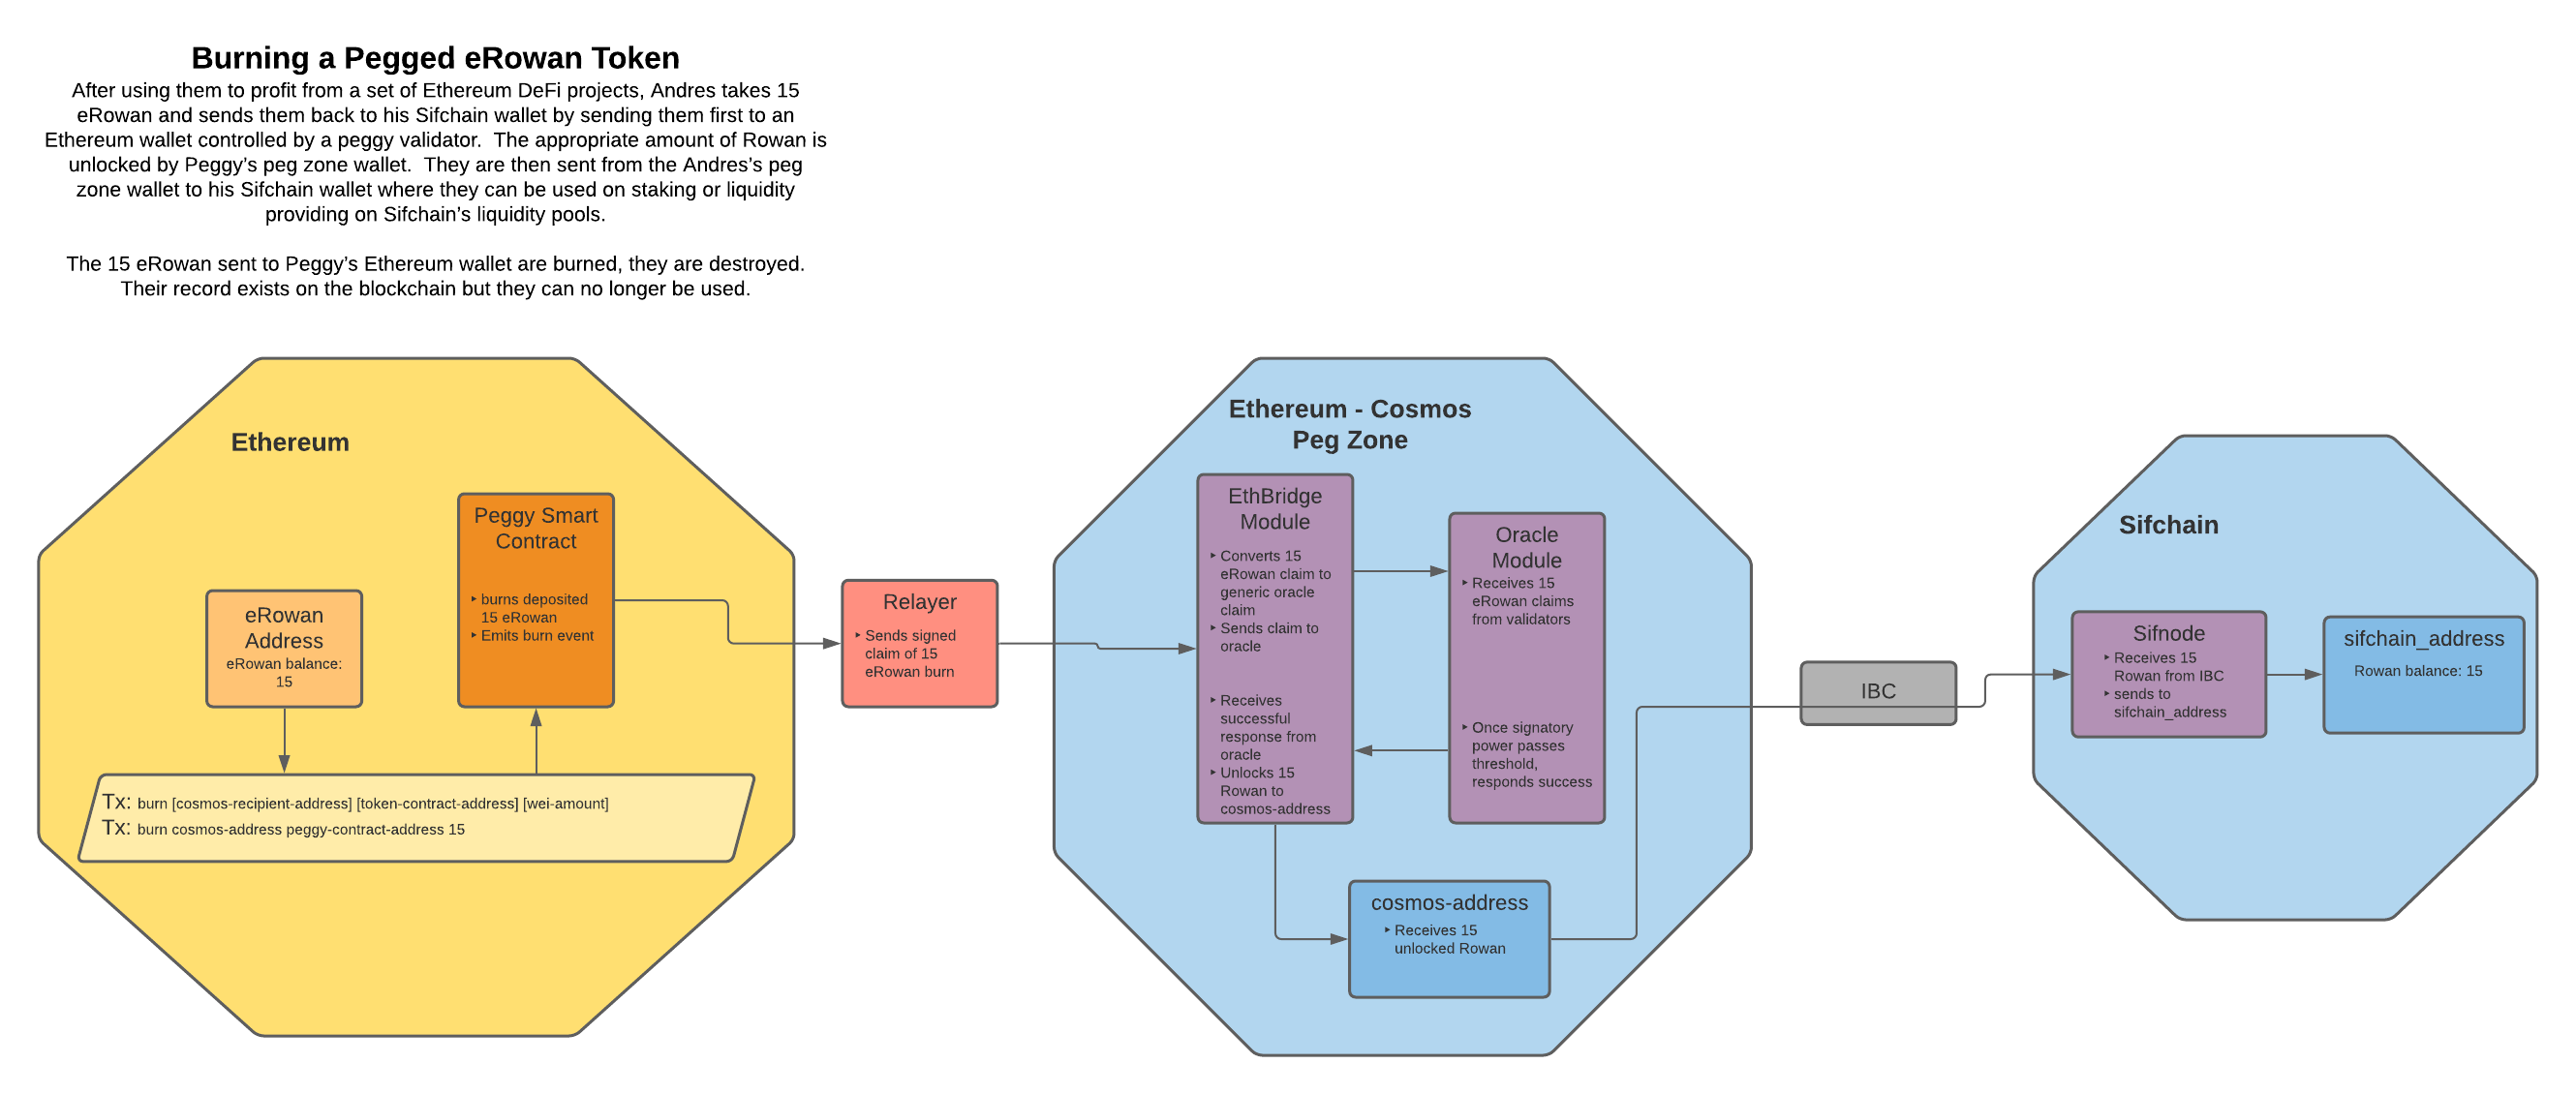 Burning a Pegged eRowan Token
After using them to profit from a set of Ethereum DeFi projects, Andres takes 15
eRowan and sends them back to his Sifchain wallet by sending them first to an
Ethereum wallet controlled by a peggy validator.  The appropriate amount of Rowan is
unlocked by Peggy’s peg zone wallet.  They are then sent from the Andres’s peg
zone wallet to his Sifchain wallet where they can be used on staking or liquidity
providing on Sifchain’s liquidity pools.
The 15 eRowan sent to Peggy’s Ethereum wallet are burned, they are destroyed.
Their record exists on the blockchain but they can no longer be used.
Ethereum
eRowan
Address
eRowan balance:
15
Peggy Smart
Contract
‣ burns deposited
15 eRowan
‣ Emits burn event
Tx: burn [cosmos-recipient-address] [token-contract-address] [wei-amount]
Tx: burn cosmos-address peggy-contract-address 15
Relayer
‣ Sends signed
claim of 15
eRowan burn
Ethereum - Cosmos
Peg Zone
EthBridge
Module
‣ Converts 15
eRowan claim to
generic oracle
claim
‣ Sends claim to
oracle
‣ Receives
successful
response from
oracle
‣ Unlocks 15
Rowan to
cosmos-address
Oracle
Module
‣ Receives 15
eRowan claims
from validators
‣ Once signatory
power passes
threshold,
responds success
cosmos-address
‣ Receives 15
unlocked Rowan
IBC
Sifchain
Sifnode
‣ Receives 15
Rowan from IBC
‣ sends to
sifchain_address
sifchain_address
Rowan balance: 15